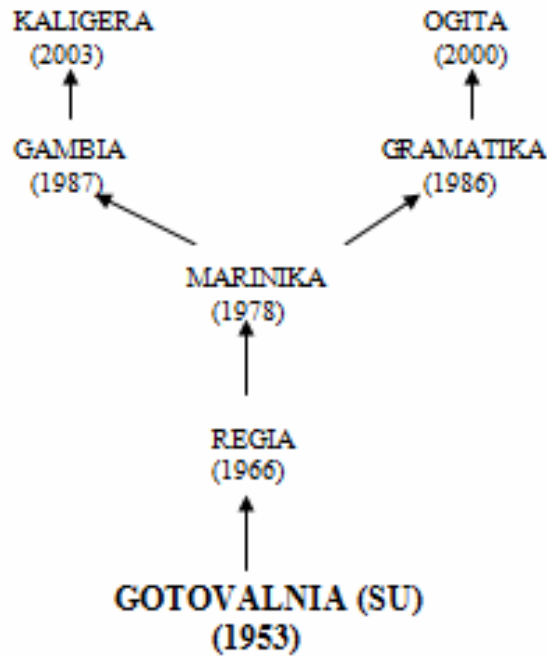 KALIGERA
(2003)
OGITA
(2000)
GAMBIA
(1987)
GRAMATIKA
(1986)
MARINIKA
(1978)
REGIA
(1966)
GOTOVALNIA (SU)
(1953)